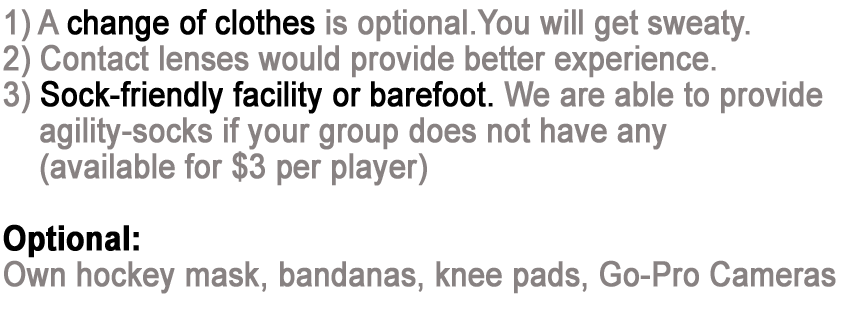 1) A change of clothes is optional.You will get sweaty.
2) Contact lenses would provide better experience.
3) Sock-friendly facility or barefoot. We are able to provide
agility-socks if your group does not have any
(available for $3 per player)
Optional:
Own hockey mask, bandanas, knee pads, Go-Pro Cameras